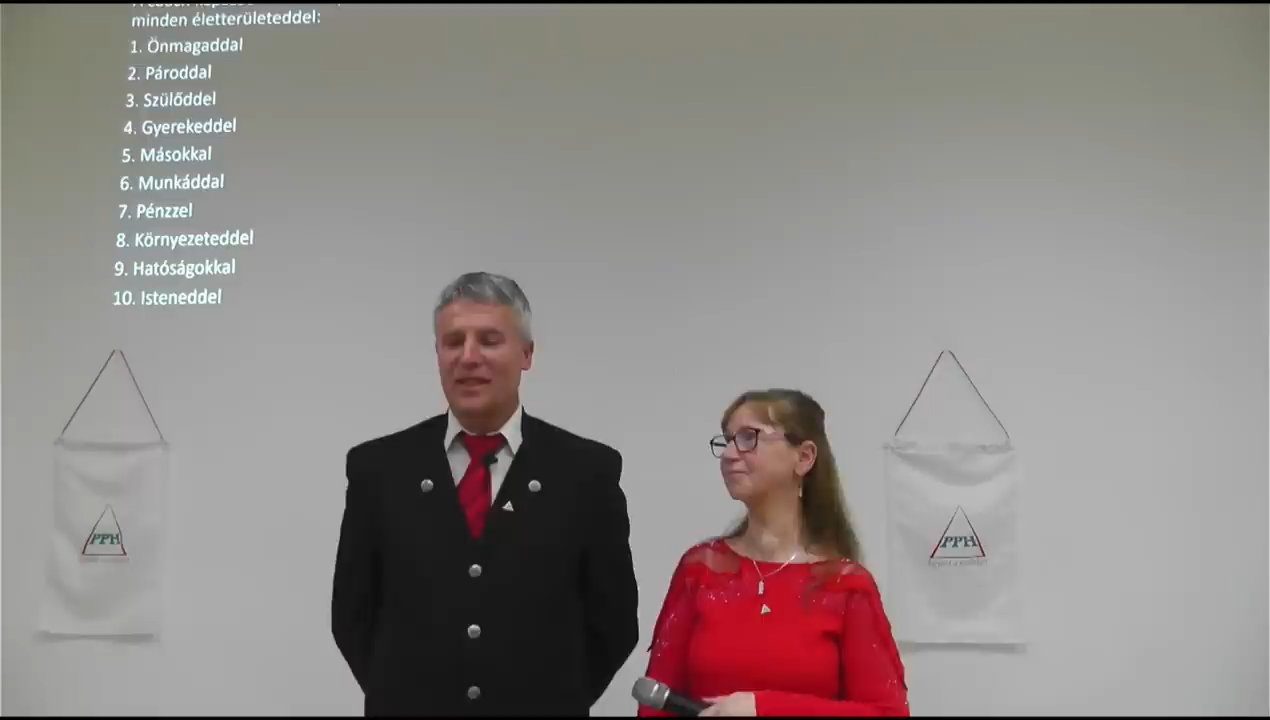 minden életterületeddel:
1. Önmagaddal
2. Pároddal
3. Szülőddel
4. Gyerekeddel
5. Másokkal
6. Munkáddal
7. Pénzzel
8. Környezeteddel
9. Hatóságokkal
10. Isteneddel
PPH
PPH